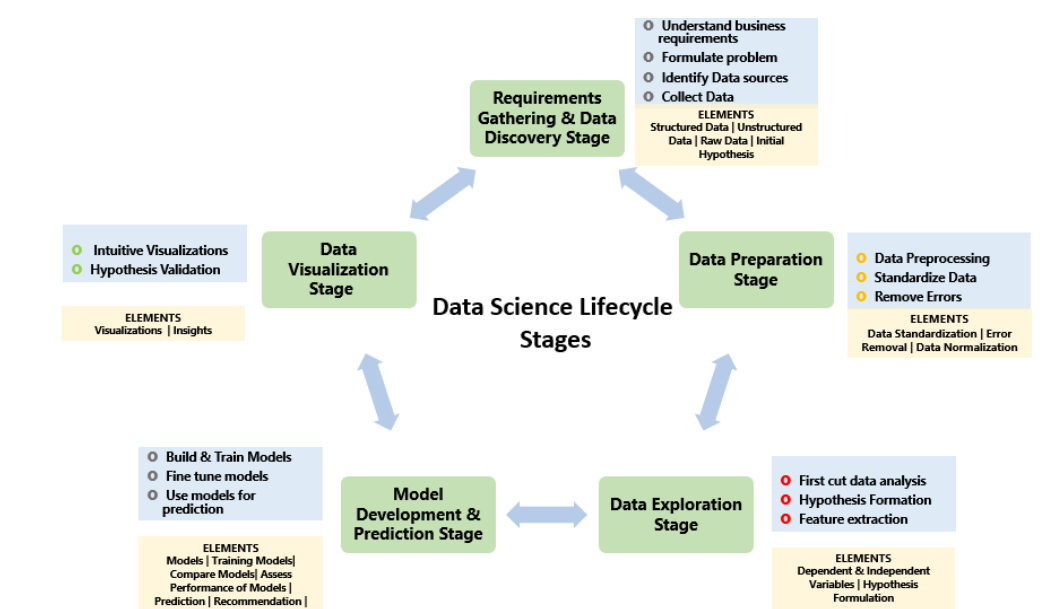 Understand business
requirements
Formulate problem
Identify Data sources
Collect Data
ELEMENTS
Structured Data | Unstructured
Data | Raw Data | Initial
Hypothesis
Requirements
Gathering & Data
Discovery Stage
Intuitive Visualizations
Hypothesis Validation
ELEMENTS
Visualizations | Insights
Data
Visualization
Stage
Data Preparation
Stage
Data Preprocessing
Standardize Data
Remove Errors
ELEMENTS
Data Standardization | Error
Removal | Data Normalization
Data Science Lifecycle
Stages
Build & Train Models
Fine tune models
Use models for
prediction
ELEMENTS
Models | Training Models|
Compare Models| Assess
Performance of Models |
Prediction | Recommendation |
Model
Development &
Prediction Stage
Data Exploration
Stage
First cut data analysis
Hypothesis Formation
Feature extraction
ELEMENTS
Dependent & Independent
Variables | Hypothesis
Formulation